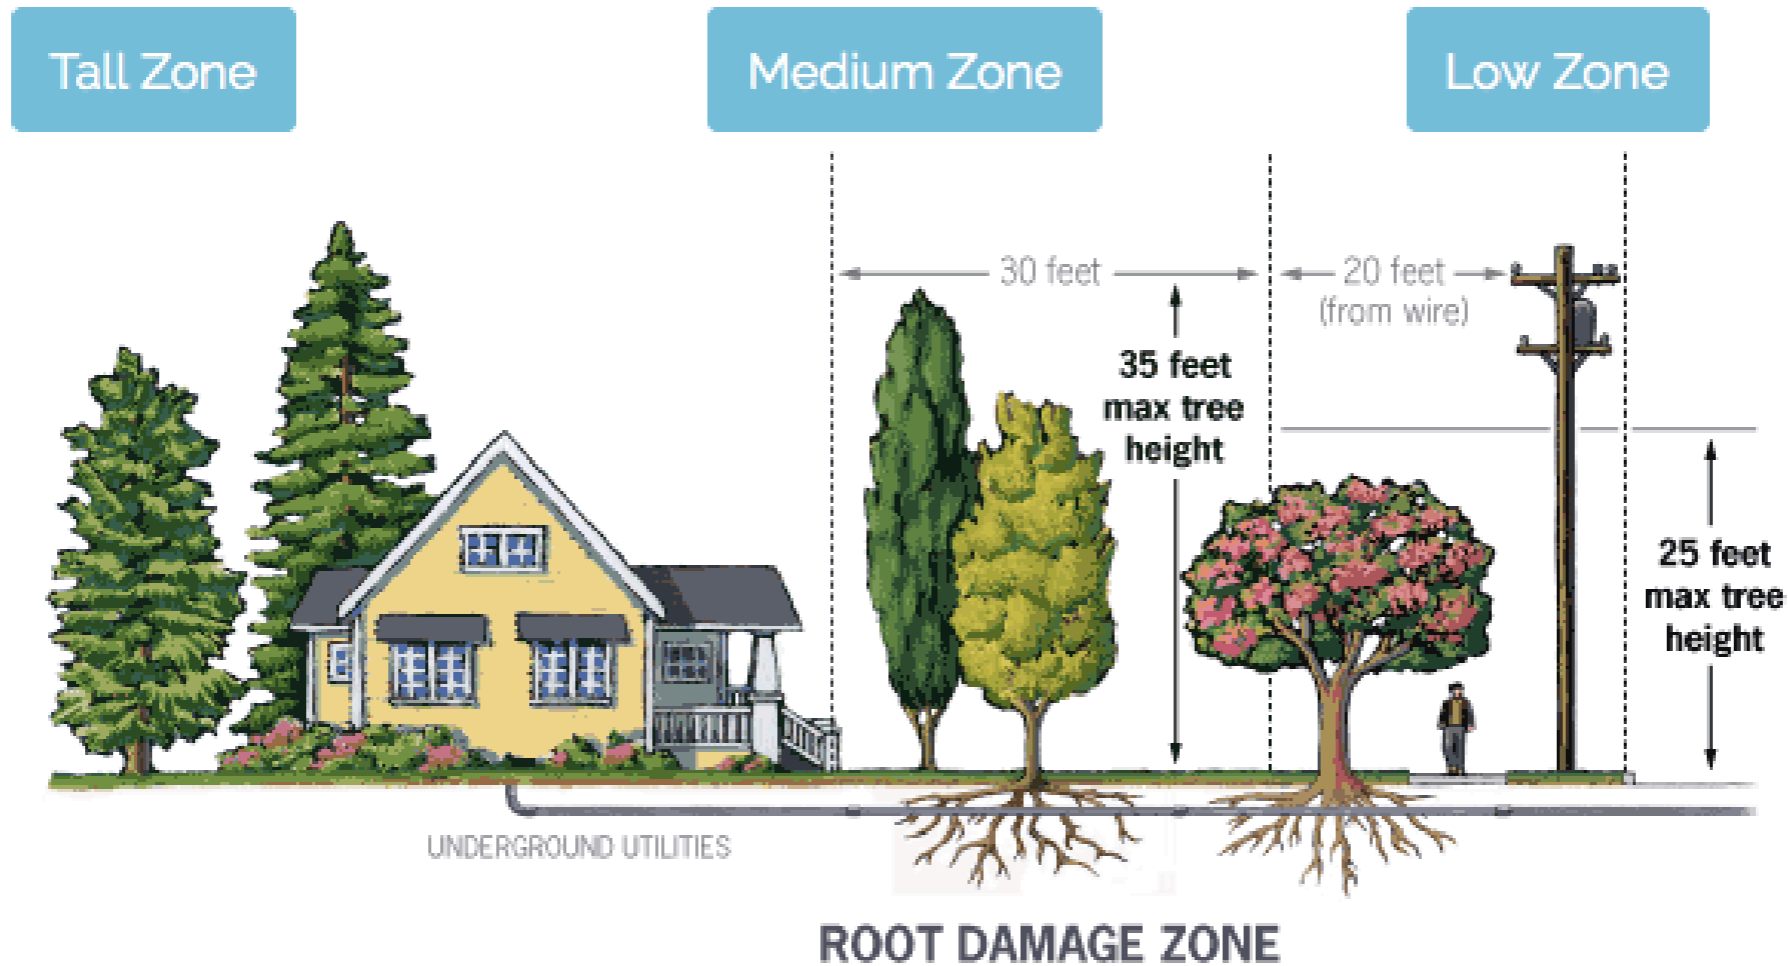 Tall Zone
Medium Zone
Low Zone
30 feet
20 feet
(from wire)
35 feet
max tree
height
25 feet
max tree
height
UNDERGROUND UTILITIES
ROOT DAMAGE ZONE